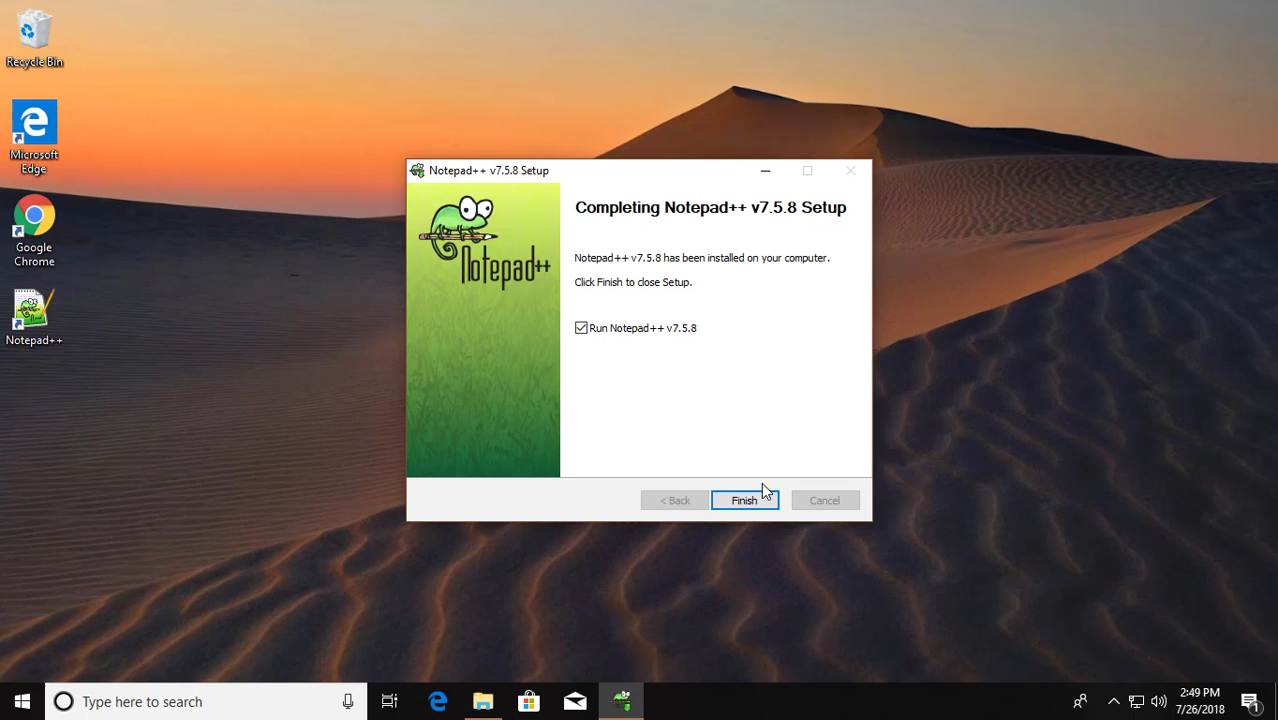 Recycle Bin
Microsoft
Edge
Google
Chrome
Notepad++
Notepad++ v7.5.8 Setup
Notepad++
Completing Notepad++ v7.5.8 Setup
Notepad++ v7.5.8 has been installed on your computer.
Click Finish to close Setup.
Run Notepad++ v7.5.8
< Back
Finish
Cancel
Type here to search
2:49 PM
7/26/2018
1